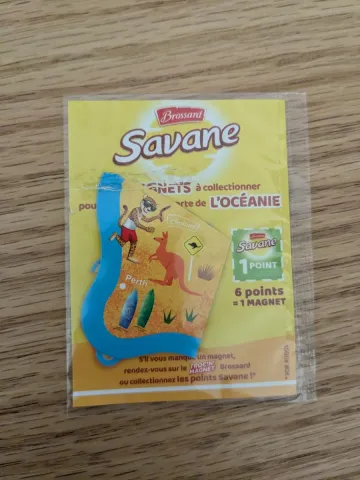 Brossard
Savane
GNETS à collectionner
pou rte de L'OCÉANIE
Perth
Savane
1 POINT
6 points
= 1 MAGNET
S'il vous manque un magnet,
rendez-vous sur le Brossard
ou collectionnez les points Savane !*